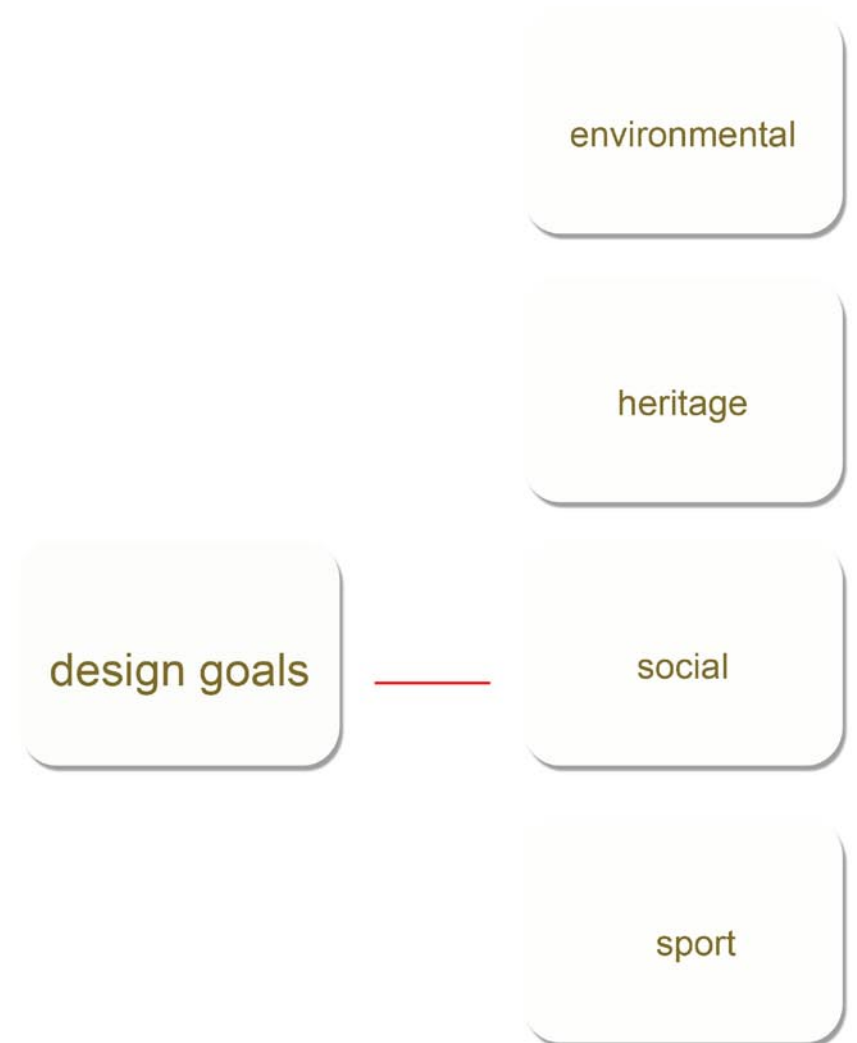 environmental
heritage
design goals
social
sport